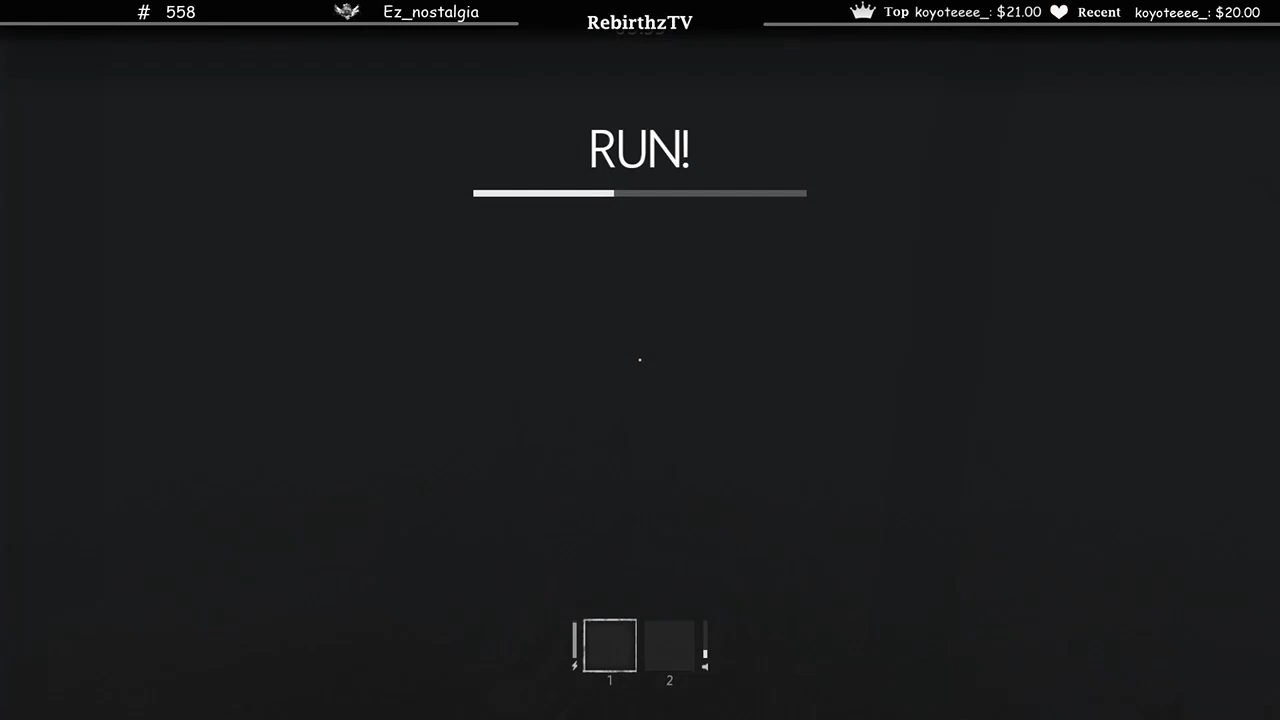 # 558
Ez_nostalgia
RebirthzTV
Top koyoteeee_: $21.00
Recent koyoteeee_: $20.00
RUN!
1
2